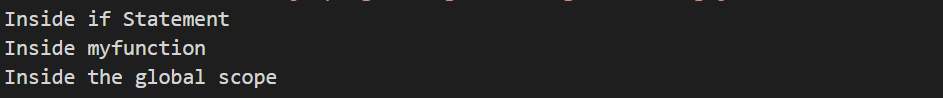 Inside if Statement
Inside myfunction
Inside the global scope